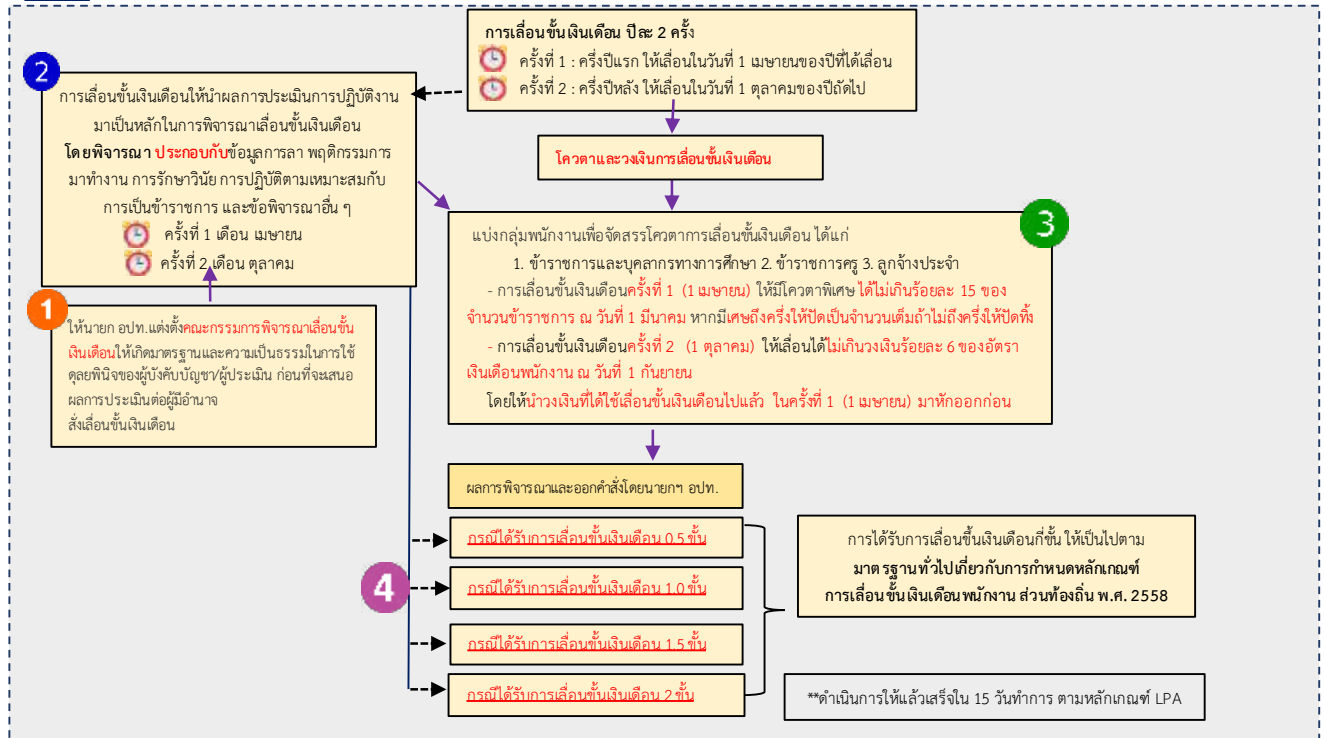 การเลื่อนขั้นเงินเดือน ปีละ 2 ครั้ง
ครั้งที่ 1 : ครึ่งปีแรก ให้เลื่อนในวันที่ 1 เมษายนของปีที่ได้เลื่อน
ครั้งที่ 2 : ครึ่งปีหลัง ให้เลื่อนในวันที่ 1 ตุลาคมของปีถัดไป
2
การเลื่อนขั้นเงินเดือนให้นำผลการประเมินการปฏิบัติงาน
มาเป็นหลักในการพิจารณาเลื่อนขั้นเงินเดือน
โดยพิจารณา ประกอบกับข้อมูลการลา พฤติกรรมการ
มาทำงาน การรักษาวินัย การปฏิบัติตามเหมาะสมกับ
การเป็นข้าราชการ และข้อพิจารณาอื่น ๆ
ครั้งที่ 1 เดือน เมษายน
ครั้งที่ 2 เดือน ตุลาคม
โควตาและวงเงินการเลื่อนขั้นเงินเดือน
3
แบ่งกลุ่มพนักงานเพื่อจัดสรรโควตาการเลื่อนขั้นเงินเดือน ได้แก่
1. ข้าราชการและบุคลากรทางการศึกษา 2. ข้าราชการครู 3. ลูกจ้างประจำ
- การเลื่อนขั้นเงินเดือนครั้งที่ 1 (1 เมษายน) ให้มีโควตาพิเศษ ได้ไม่เกินร้อยละ 15 ของ
จำนวนข้าราชการ ณ วันที่ 1 มีนาคม หากมีเศษถึงครึ่งให้ปัดเป็นจำนวนเต็มถ้าไม่ถึงครึ่งให้ปัดทิ้ง
- การเลื่อนขั้นเงินเดือนครั้งที่ 2 (1 ตุลาคม) ให้เลื่อนได้ไม่เกินวงเงินร้อยละ 6 ของอัตรา
เงินเดือนพนักงาน ณ วันที่ 1 กันยายน
โดยให้นำวงเงินที่ได้ใช้เลื่อนขั้นเงินเดือนไปแล้ว ในครั้งที่ 1 (1 เมษายน) มาหักออกก่อน
1
ให้นายก อปท.แต่งตั้งคณะกรรมการพิจารณาเลื่อนขั้น
เงินเดือนให้เกิดมาตรฐานและความเป็นธรรมในการใช้
ดุลยพินิจของผู้บังคับบัญชา/ผู้ประเมิน ก่อนที่จะเสนอ
ผลการประเมินต่อผู้มีอำนาจ
สั่งเลื่อนขั้นเงินเดือน
ผลการพิจารณาและออกคำสั่งโดยนายกฯ อปท.
4
กรณีได้รับการเลื่อนขั้นเงินเดือน 0.5 ขั้น
กรณีได้รับการเลื่อนขั้นเงินเดือน 1.0 ขั้น
กรณีได้รับการเลื่อนขั้นเงินเดือน 1.5 ขั้น
กรณีได้รับการเลื่อนขั้นเงินเดือน 2 ขั้น
การได้รับการเลื่อนขึ้นเงินเดือนกี่ขั้น ให้เป็นไปตาม
มาตรฐานทั่วไปเกี่ยวกับการกำหนดหลักเกณฑ์
การเลื่อนขั้นเงินเดือนพนักงาน ส่วนท้องถิ่น พ.ศ. 2558
**ดำเนินการให้แล้วเสร็จใน 15 วันทำการ ตามหลักเกณฑ์ LPA